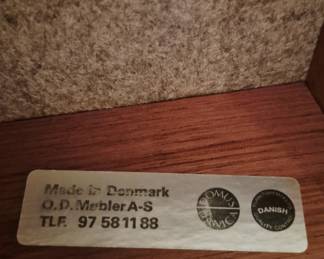 Made in Denmark
O.D. Møbler A-S
TLF. 97 58 11 88
DOMUS
DANICA
DANISH